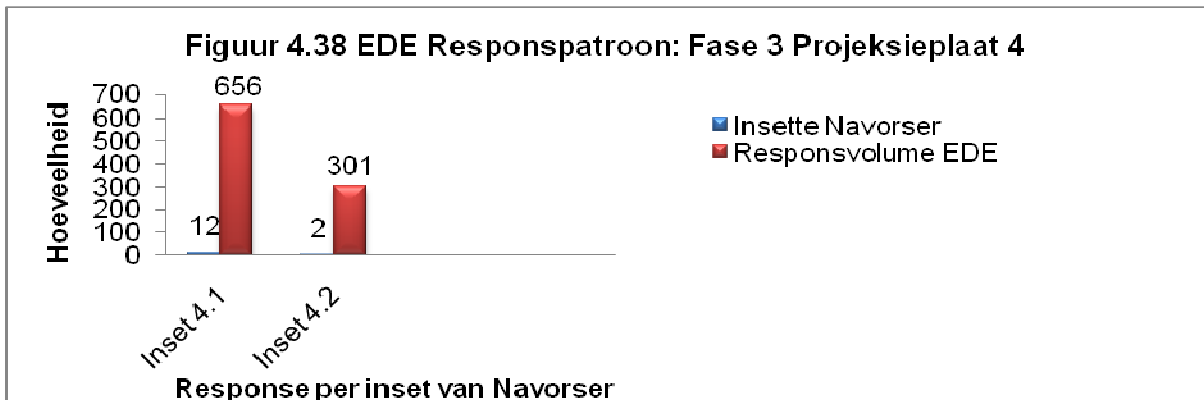 Figuur 4.38 EDE Responspatroon: Fase 3 Projeksieplaat 4
Hoeveelheid
700
600
500
400
300
200
100
0
656
12
301
2
Inset 4.1
Inset 4.2
Response per inset van Navorser
Insette Navorser
Responsvolume EDE